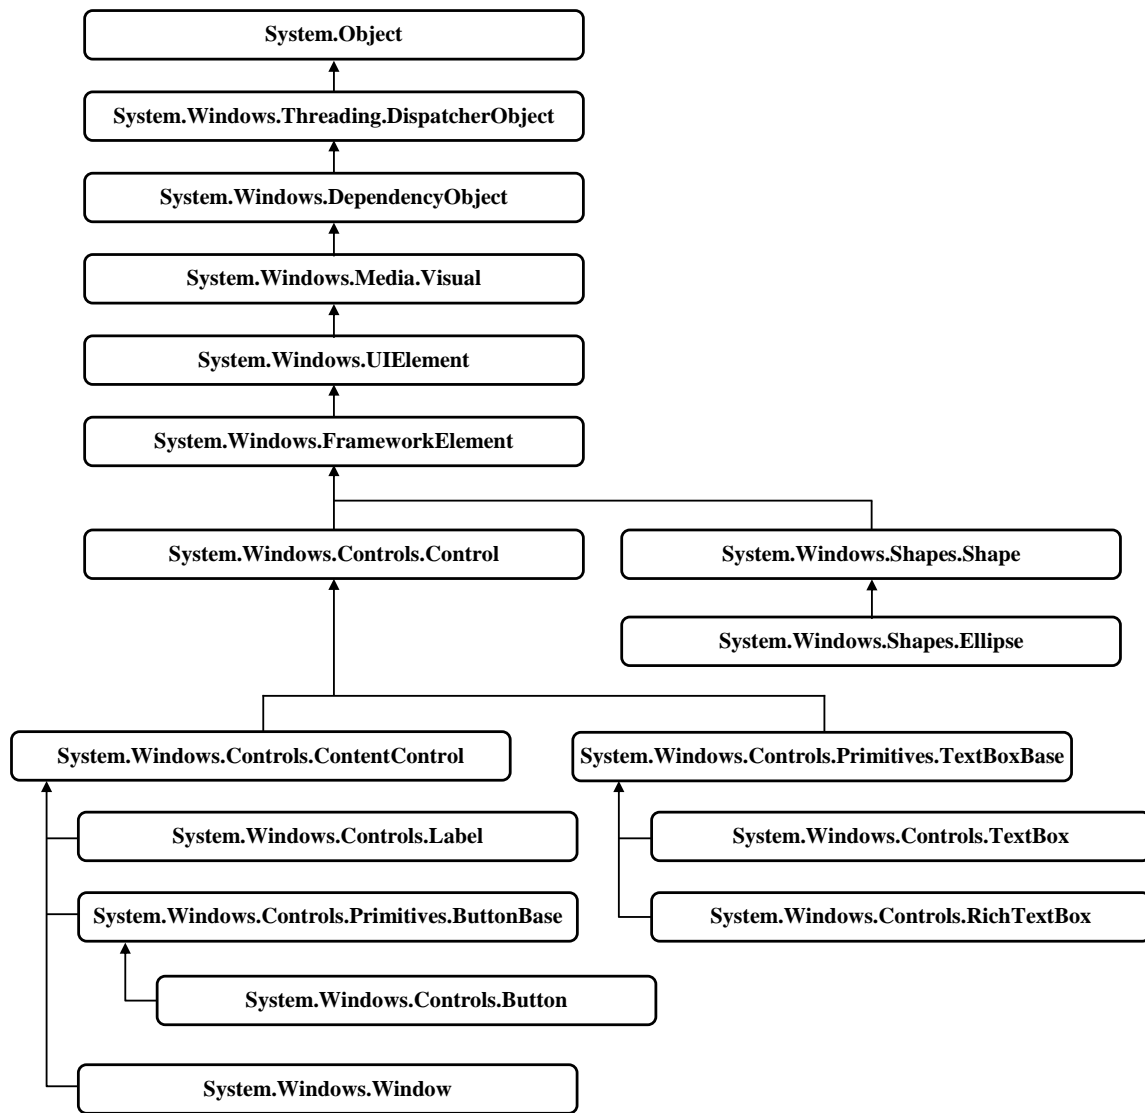 System.Object
System.Windows.Threading.DispatcherObject
System.Windows.DependencyObject
System.Windows.Media.Visual
System.Windows.UIElement
System.Windows.FrameworkElement
System.Windows.Controls.Control
System.Windows.Shapes.Shape
System.Windows.Shapes.Ellipse
System.Windows.Controls.ContentControl
System.Windows.Controls.Primitives.TextBoxBase
System.Windows.Controls.Label
System.Windows.Controls.TextBox
System.Windows.Controls.Primitives.ButtonBase
System.Windows.Controls.RichTextBox
System.Windows.Controls.Button
System.Windows.Window